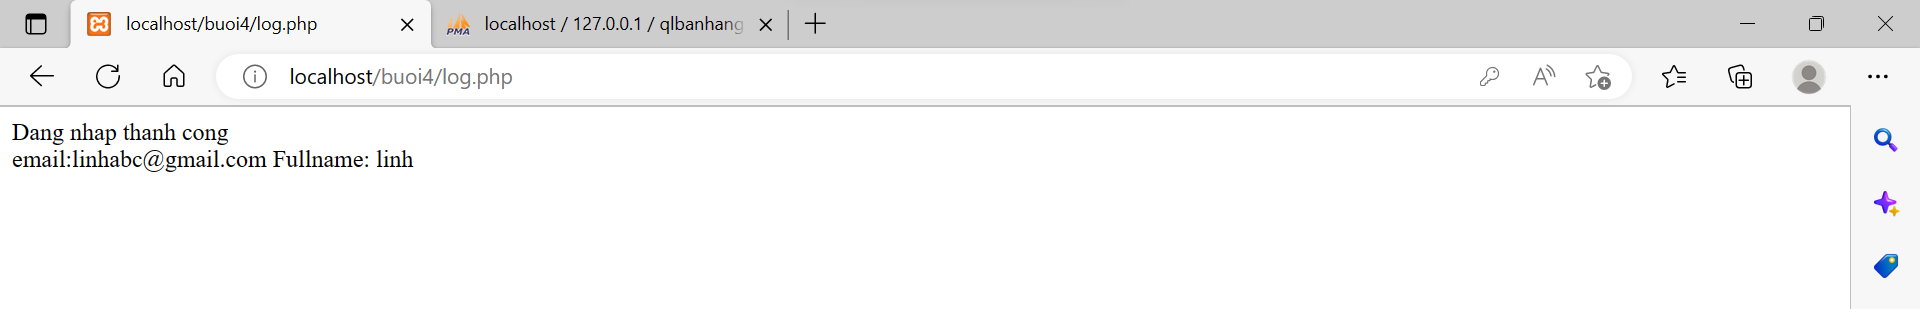 localhost/buoi4/log.php
localhost / 127.0.0.1 / qlbanhang
PMA
localhost/buoi4/log.php
Dang nhap thanh cong
email:linhabc@gmail.com Fullname: linh